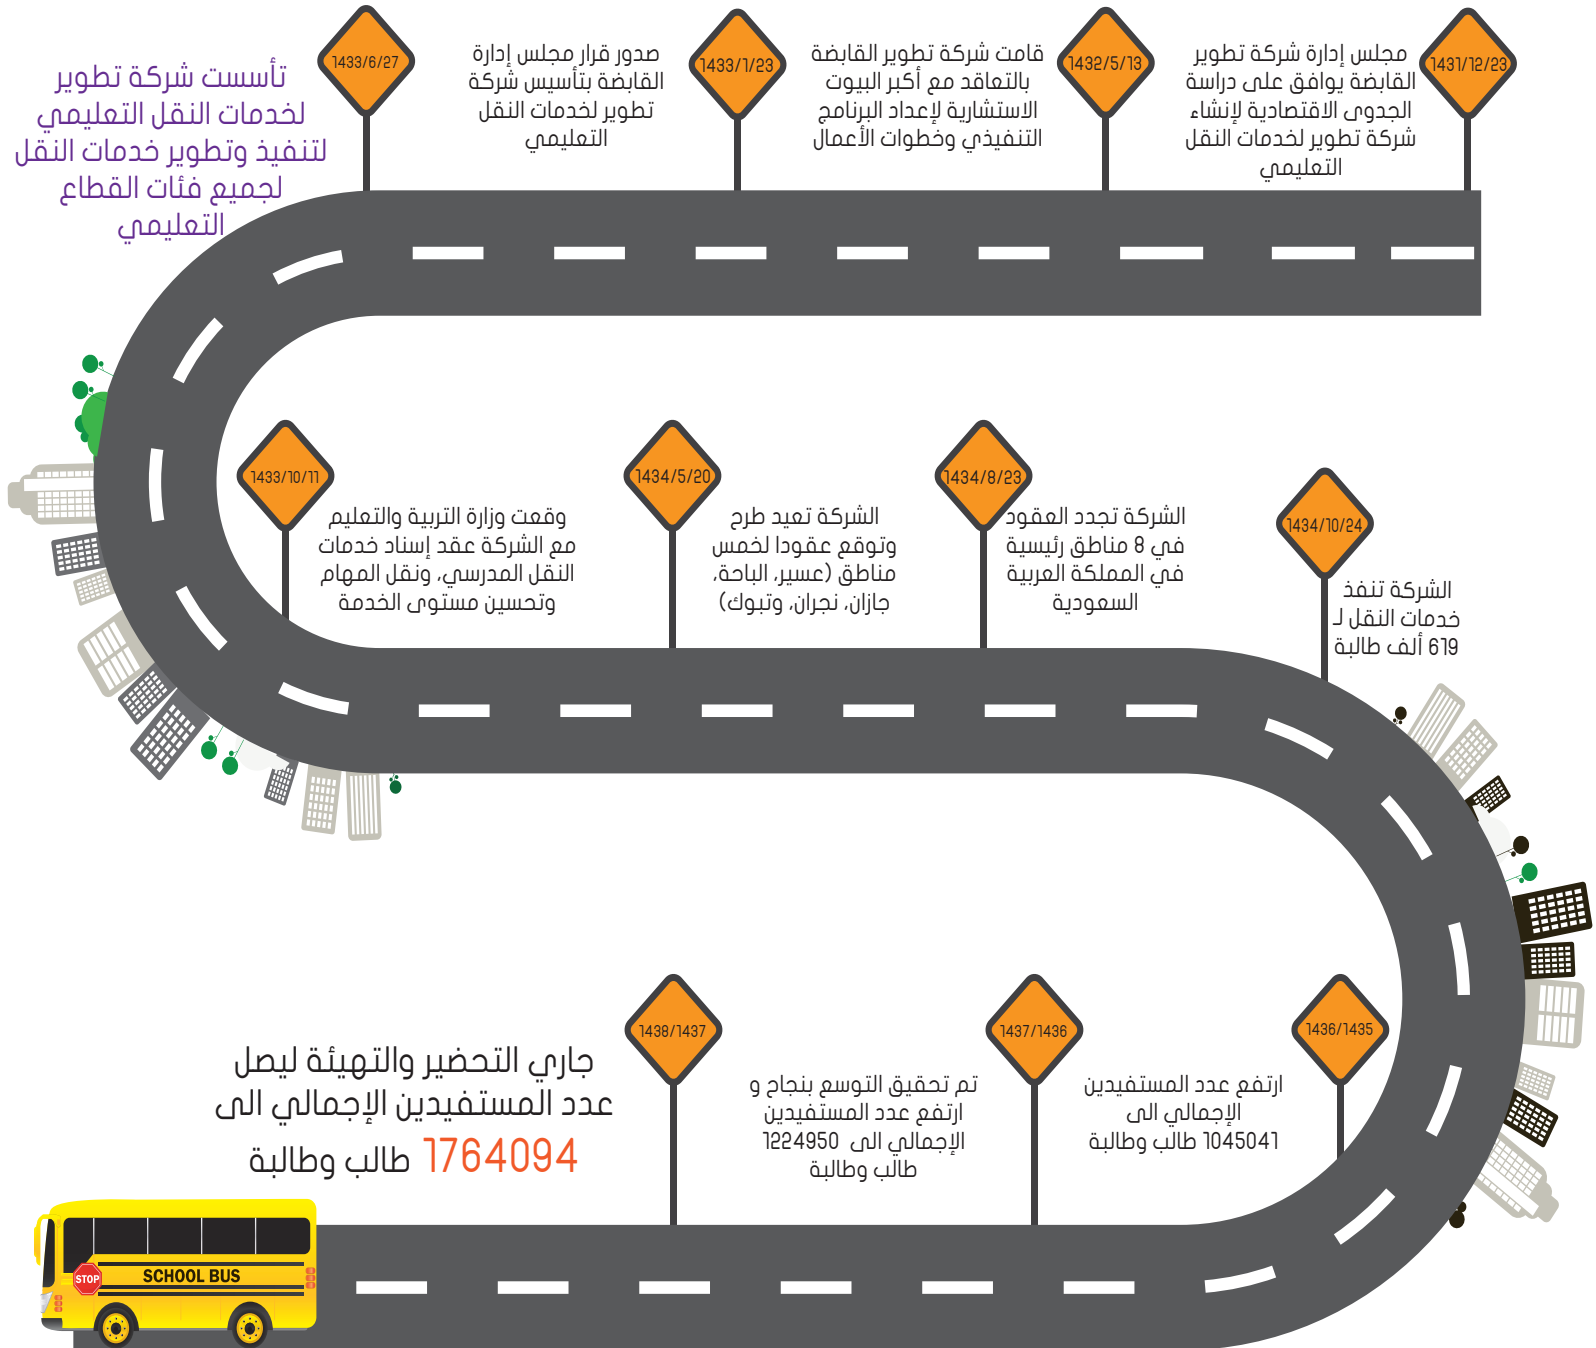 1431/12/23
مجلس إدارة شركة تطوير
القابضة يوافق على دراسة
الجدوى الاقتصادية لإنشاء
شركة تطوير لخدمات النقل
التعليمي
1432/5/13
قامت شركة تطوير القابضة
بالتعاقد مع أكبر البيوت
الاستشارية لإعداد البرنامج
التنفيذي وخطوات الأعمال
1433/1/23
صدور قرار مجلس إدارة
القابضة بتأسيس شركة
تطوير لخدمات النقل
التعليمي
1433/6/27
تأسست شركة تطوير
لخدمات النقل التعليمي
لتنفيذ وتطوير خدمات النقل
لجميع فئات القطاع
التعليمي
1433/10/11
وقعت وزارة التربية والتعليم
مع الشركة عقد إسناد خدمات
النقل المدرسي، ونقل المهام
وتحسين مستوى الخدمة
1434/5/20
الشركة تعيد طرح
وتوقع عقودا لخمس
مناطق (عسير، الباحة،
جازان، نجران، وتبوك)
1434/8/23
الشركة تجدد العقود
في 8 مناطق رئيسية
في المملكة العربية
السعودية
1434/10/24
الشركة تنفذ
خدمات النقل لـ
619 ألف طالبة
1436/1435
ارتفع عدد المستفيدين
الإجمالي الى
1045041 طالب وطالبة
1437/1436
تم تحقيق التوسع بنجاح و
ارتفع عدد المستفيدين
الإجمالي الى 1224950
طالب وطالبة
1438/1437
جاري التحضير والتهيئة ليصل
عدد المستفيدين الإجمالي الى
1764094 طالب وطالبة
SCHOOL BUS
STOP